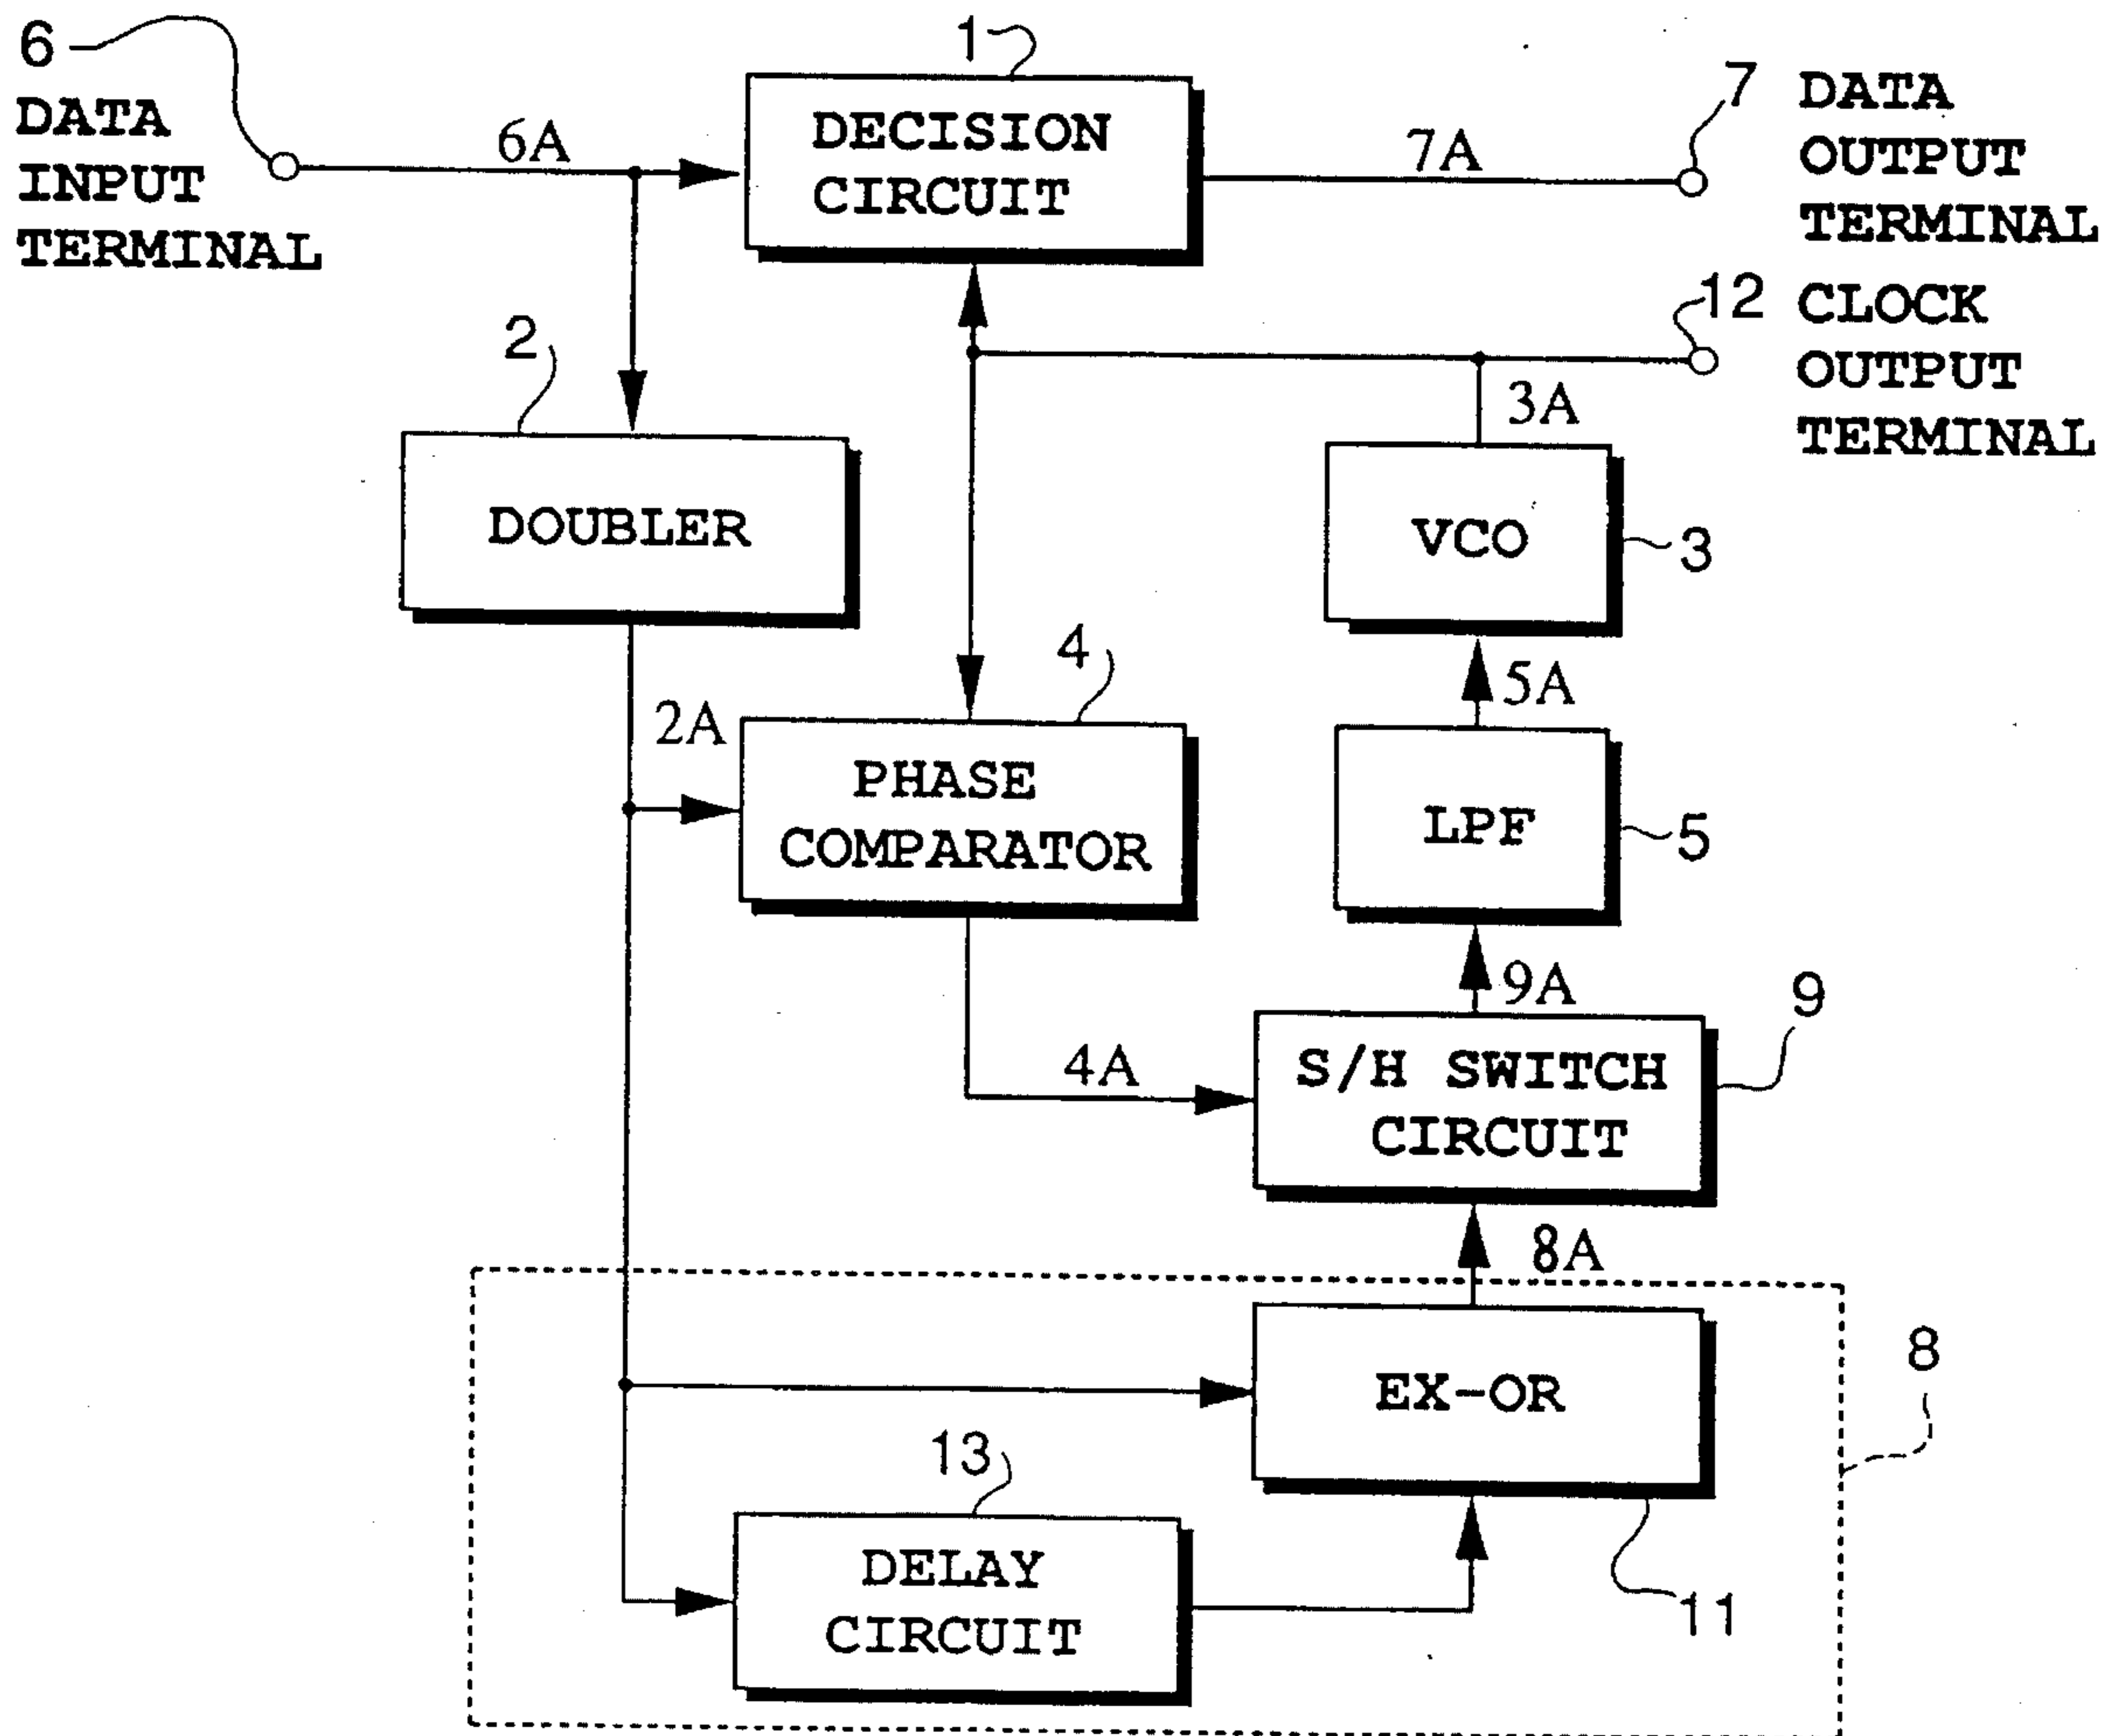 6
DATA
INPUT
TERMINAL
6A
1
DECISION
CIRCUIT
7A
7
DATA
OUTPUT
TERMINAL
12
CLOCK
OUTPUT
TERMINAL
2
DOUBLER
3A
VCO
3
2A
4
PHASE
COMPARATOR
5A
LPF
5
9A
4A
S/H SWITCH
CIRCUIT
9
8A
EX-OR
8
13
DELAY
CIRCUIT
11